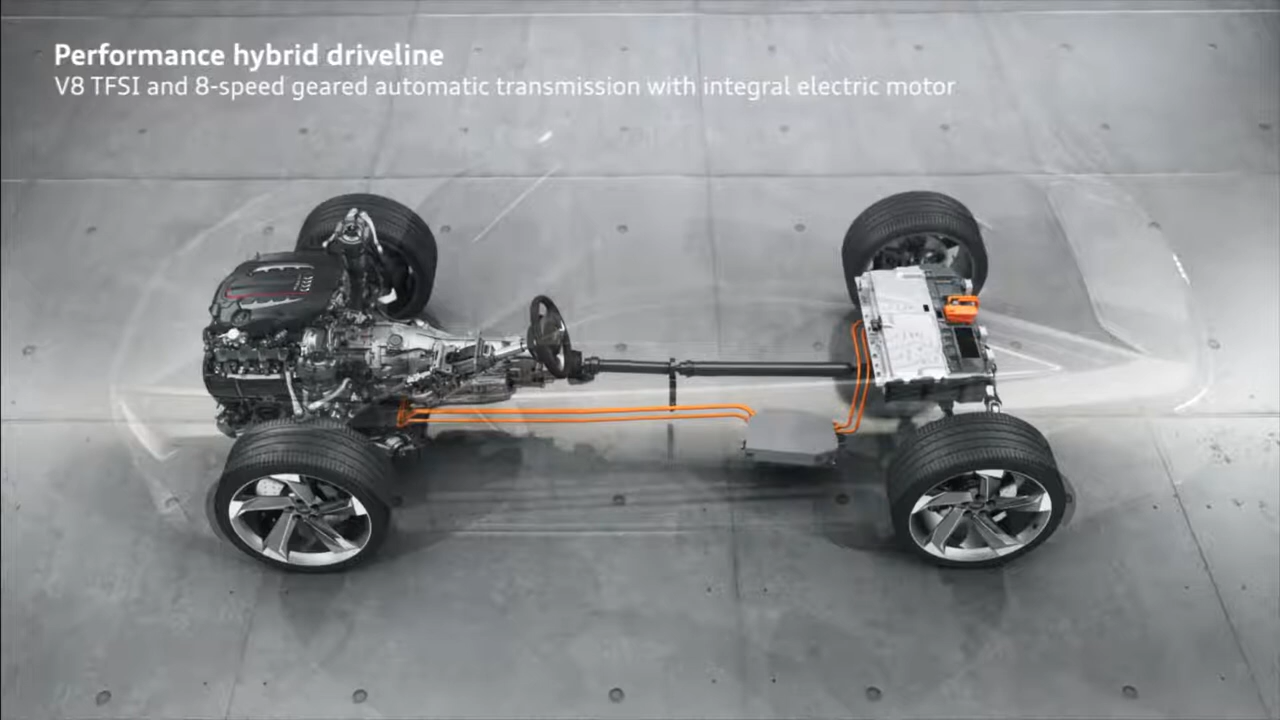 Performance hybrid driveline
V8 TFSI and 8-speed geared automatic transmission with integral electric motor